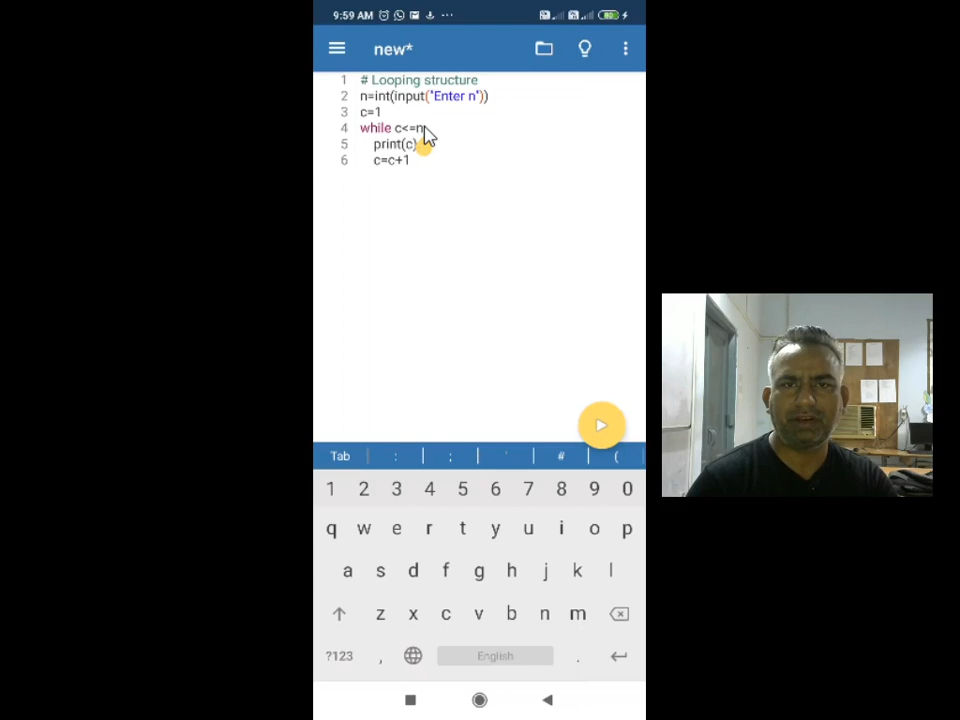 9:59 AM ...
new*
1 # Looping structure
2 n=int(input("Enter n"))
3 c=1
4 while c<=n
5 print(c)
6 c=c+1
Tab : ; ' # (
1 2 3 4 5 6 7 8 9 0
q w e r t y u i o p
a s d f g h j k l
z x c v b n m
?123 , English .